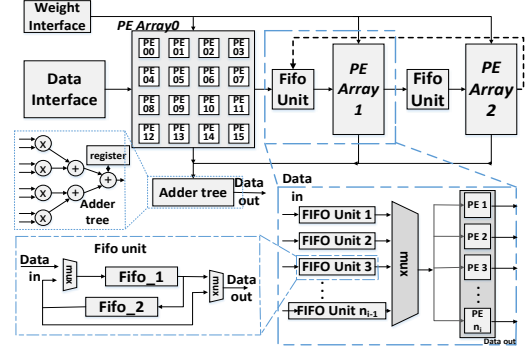 Weight
Interface
PE Array0
PE
00
PE
01
PE
02
PE
03
PE
04
PE
05
PE
06
PE
07
PE
08
PE
09
PE
10
PE
11
PE
12
PE
13
PE
14
PE
15
Data
Interface
Fifo
Unit
PE
Array
1
Fifo
Unit
PE
Array
2
X
X
X
X
+
+
+
register
Adder
tree
Adder tree
Data
out
Fifo unit
Data
in
mux
Fifo_1
Fifo_2
mux
Data
out
Data
in
FIFO Unit 1
FIFO Unit 2
FIFO Unit 3
⋮
FIFO Unit nᵢ₋₁
mux
PE 1
PE 2
PE 3
⋮
PE
nᵢ
Data out